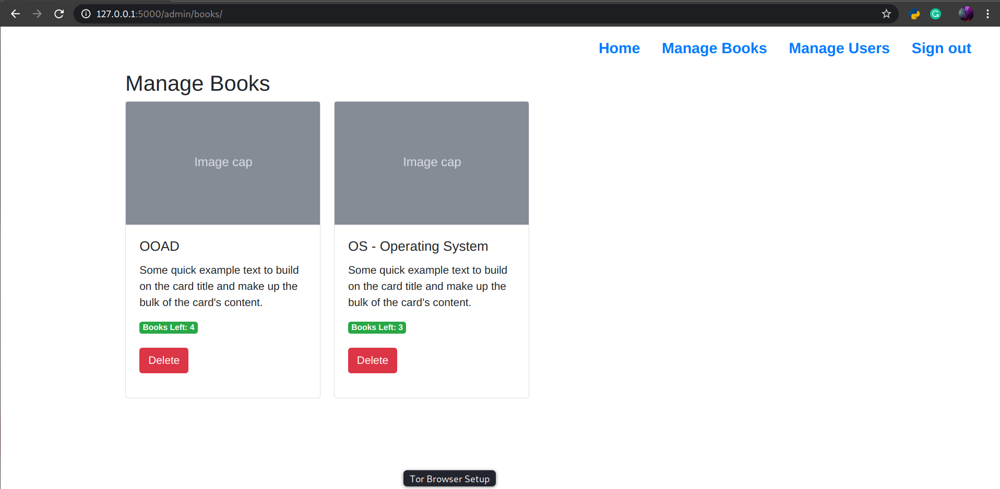 127.0.0.1:5000/admin/books/
Home Manage Books Manage Users Sign out
Manage Books
Image cap
OOAD
Some quick example text to build
on the card title and make up the
bulk of the card's content.
Books Left: 4
Delete
Image cap
OS - Operating System
Some quick example text to build
on the card title and make up the
bulk of the card's content.
Books Left: 3
Delete
Tor Browser Setup